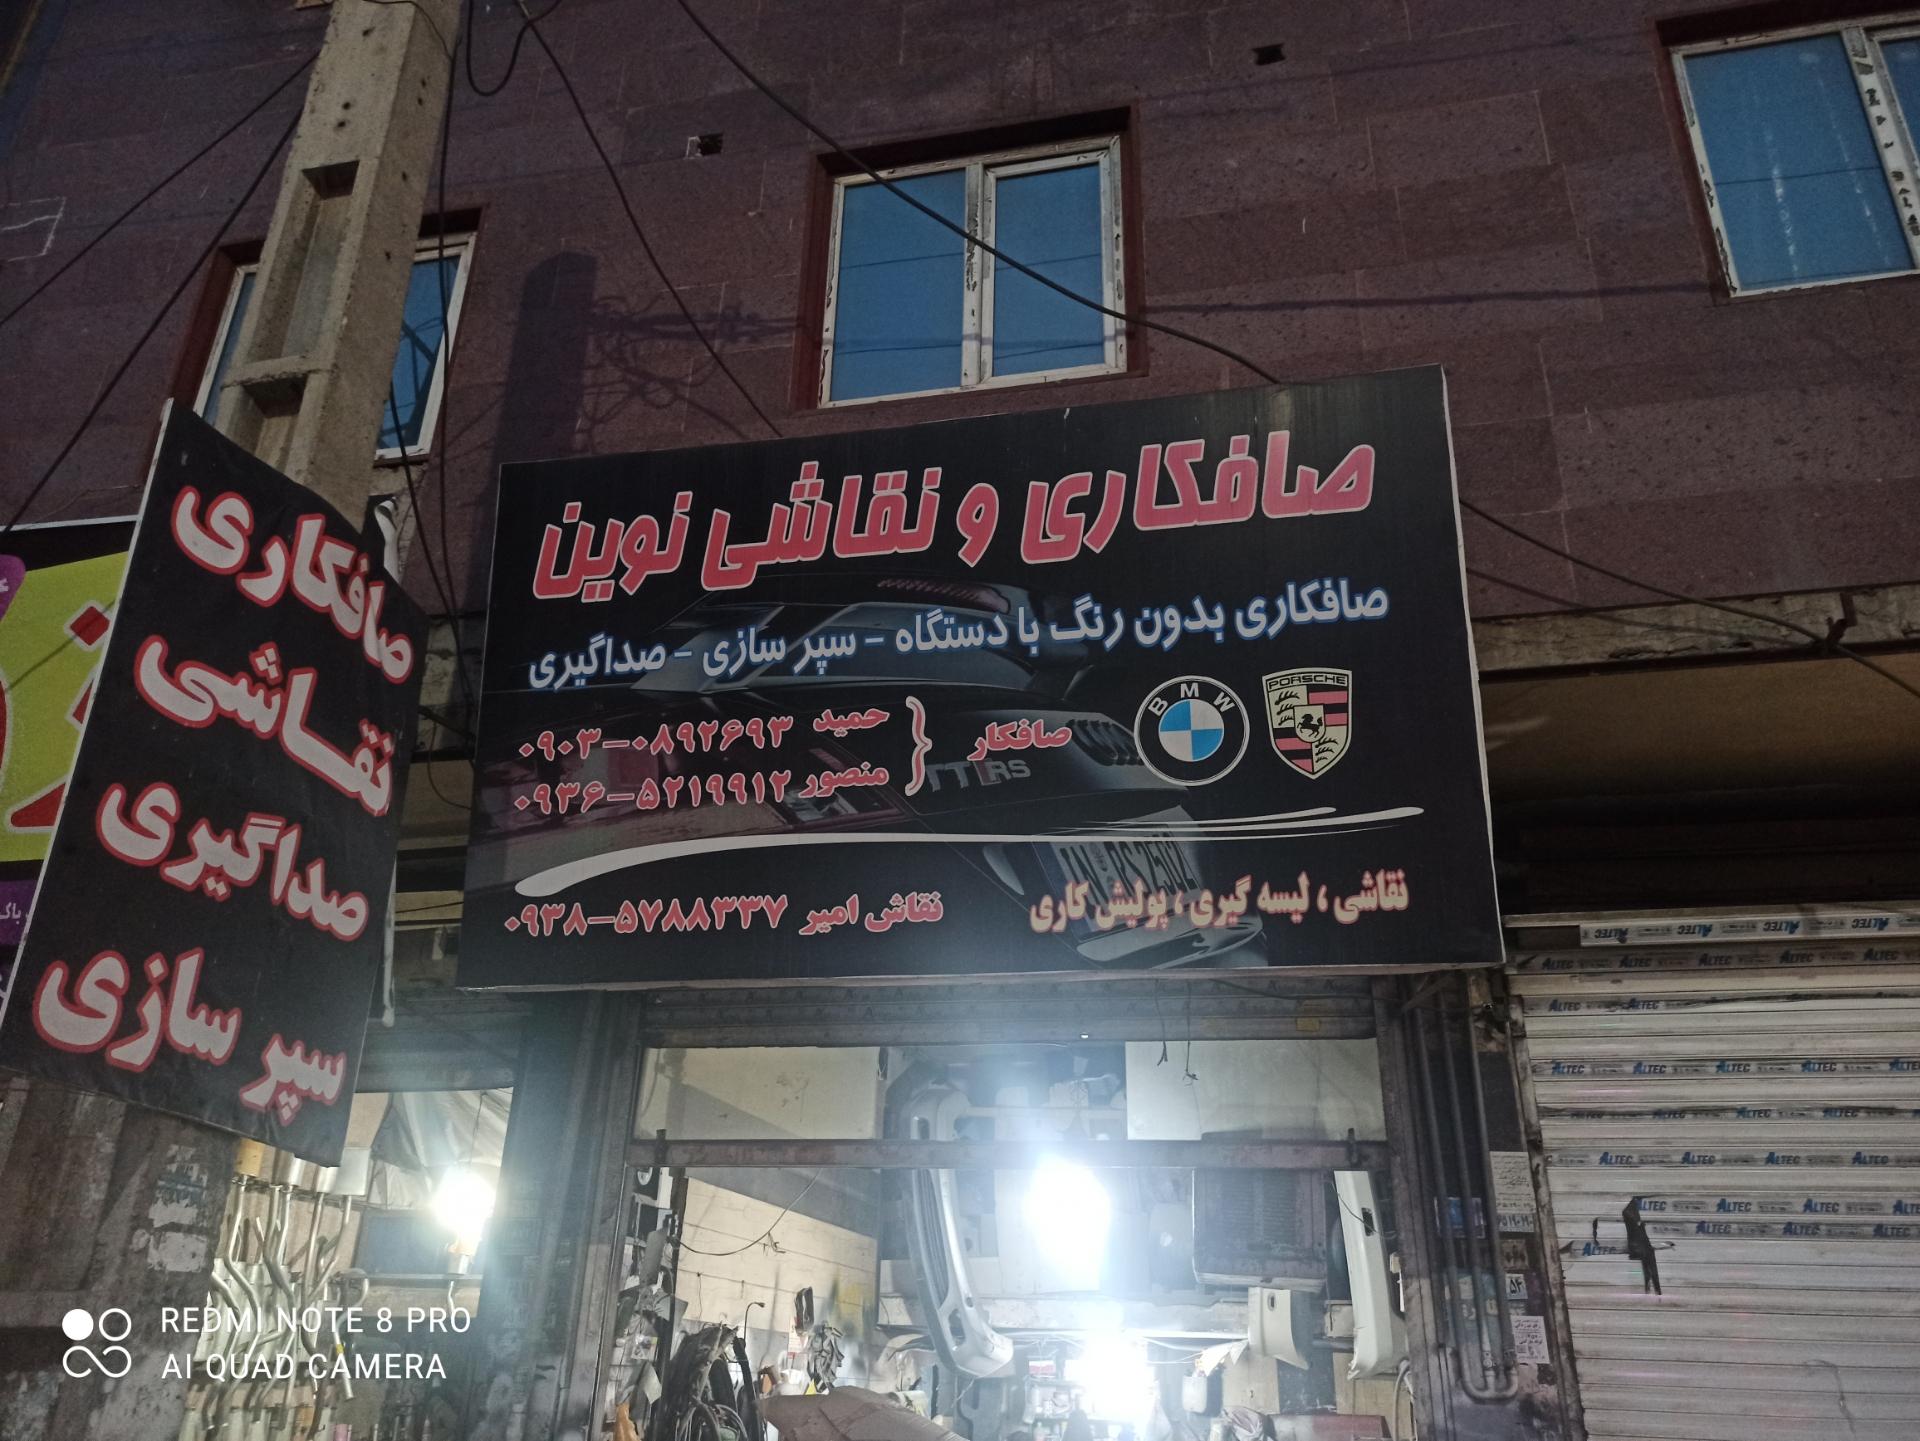 صافکاری و نقاشی نوین
صافکاری بدون رنگ با دستگاه - سپر سازی - صداگیری
صافکار
حمید ۰۹۰۳-۰۸۹۲۶۹۳
منصور ۰۹۳۶-۵۲۱۹۹۱۲
BMW
PORSCHE
TTRS
نقاشی ، لیسه گیری ، پولیش کاری
نقاش امیر ۰۹۳۸-۵۷۸۸۳۳۷
صافکاری
نقاشی
صداگیری
سپر سازی
ALTEC
REDMI NOTE 8 PRO
AI QUAD CAMERA